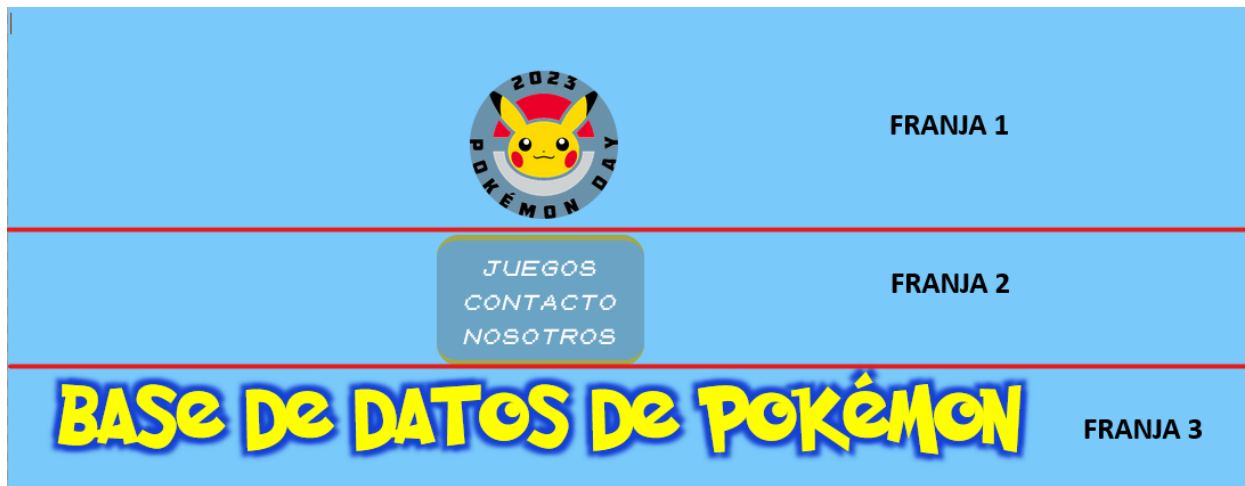 2023
POKÉMON DAY
FRANJA 1
JUEGOS
CONTACTO
NOSOTROS
FRANJA 2
BASE DE DATOS DE POKÉMON
FRANJA 3